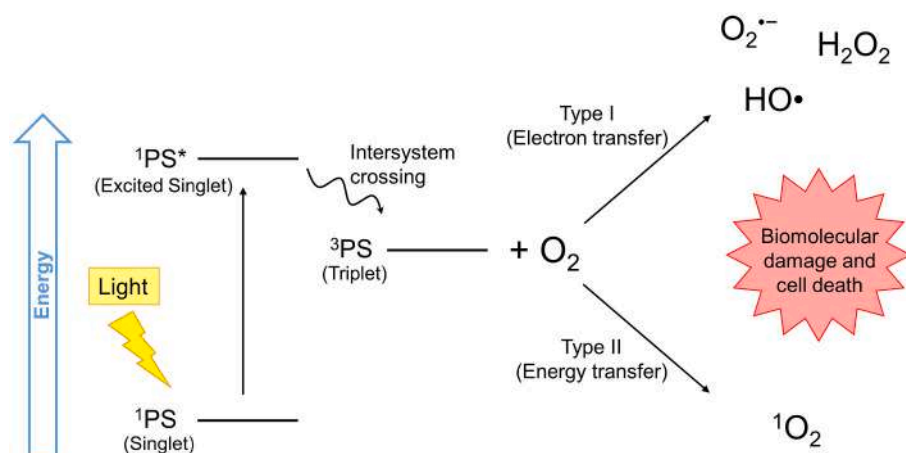 Energy
¹PS*
(Excited Singlet)
Light
¹PS
(Singlet)
Intersystem
crossing
³PS
(Triplet)
+ O₂
Type I
(Electron transfer)
Type II
(Energy transfer)
O₂•−
H₂O₂
HO•
Biomolecular
damage and
cell death
¹O₂